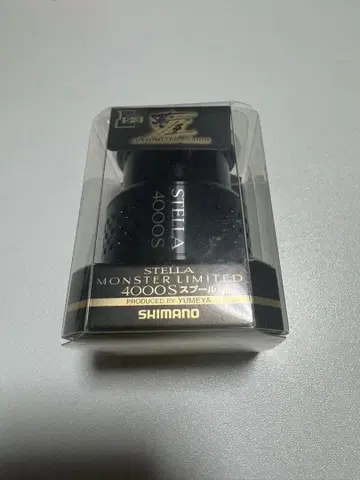 STELLA
4000S
STELLA
MONSTER LIMITED
4000Sスプール
PRODUCED BY YUMEYA
SHIMANO